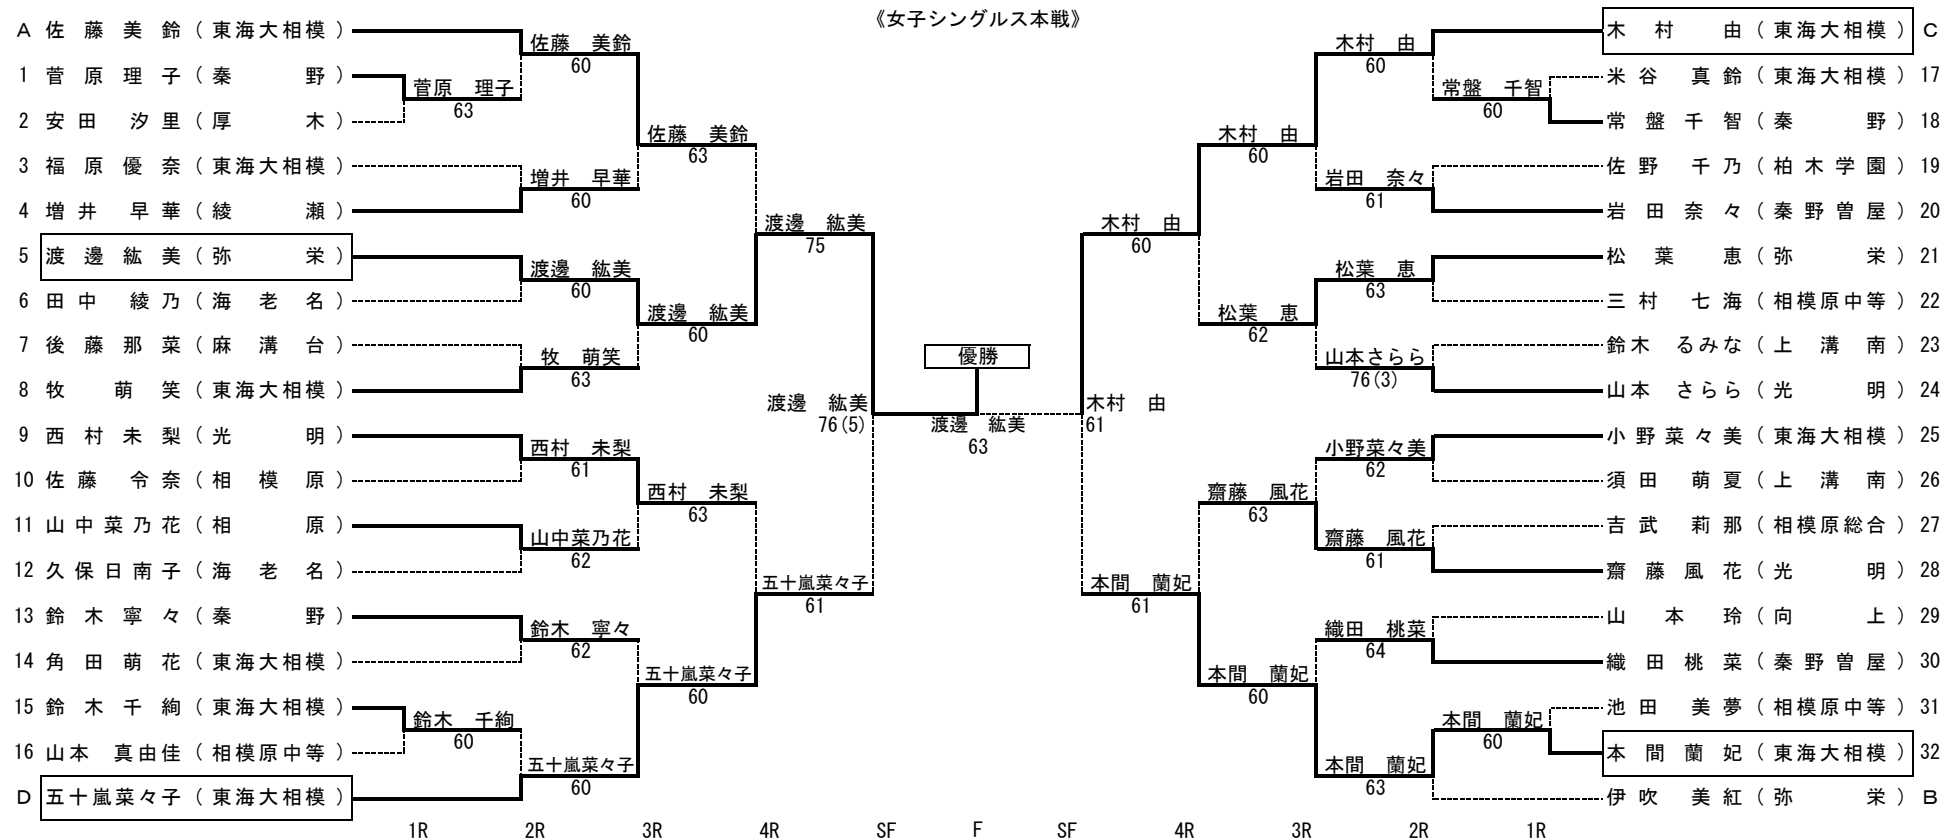 《女子シングルス本戦》
A 佐藤美鈴(東海大相模)
1 菅原理子(秦野)
2 安田汐里(厚木)
3 福原優奈(東海大相模)
4 増井早華(綾瀬)
5 渡邊紘美(弥栄)
6 田中綾乃(海老名)
7 後藤那菜(麻溝台)
8 牧萌笑(東海大相模)
9 西村未梨(光明)
10 佐藤令奈(相模原)
11 山中菜乃花(相原)
12 久保日南子(海老名)
13 鈴木寧々(秦野)
14 角田萌花(東海大相模)
15 鈴木千絢(東海大相模)
16 山本真由佳(相模原中等)
D 五十嵐菜々子(東海大相模)
菅原 理子
63
鈴木 千絢
60
佐藤 美鈴
60
増井 早華
60
渡邊 紘美
60
牧 萌笑
63
西村 未梨
61
山中菜乃花
62
鈴木 寧々
62
五十嵐菜々子
60
佐藤 美鈴
63
渡邊 紘美
60
西村 未梨
63
五十嵐菜々子
60
渡邊 紘美
75
五十嵐菜々子
61
渡邊 紘美
76(5)
優勝
渡邊 紘美
63
木村 由
61
木村 由
60
本間 蘭妃
61
木村 由
60
松葉 恵
62
齋藤 風花
63
本間 蘭妃
60
木村 由
60
岩田 奈々
61
松葉 恵
63
山本さらら
76(3)
小野菜々美
62
齋藤 風花
61
織田 桃菜
64
本間 蘭妃
63
常盤 千智
60
本間 蘭妃
60
木村由(東海大相模) C
米谷真鈴(東海大相模) 17
常盤千智(秦野) 18
佐野千乃(柏木学園) 19
岩田奈々(秦野曽屋) 20
松葉恵(弥栄) 21
三村七海(相模原中等) 22
鈴木るみな(上溝南) 23
山本さらら(光明) 24
小野菜々美(東海大相模) 25
須田萌夏(上溝南) 26
吉武莉那(相模原総合) 27
齋藤風花(光明) 28
山本玲(向上) 29
織田桃菜(秦野曽屋) 30
池田美夢(相模原中等) 31
本間蘭妃(東海大相模) 32
伊吹美紅(弥栄) B
1R 2R 3R 4R SF F SF 4R 3R 2R 1R